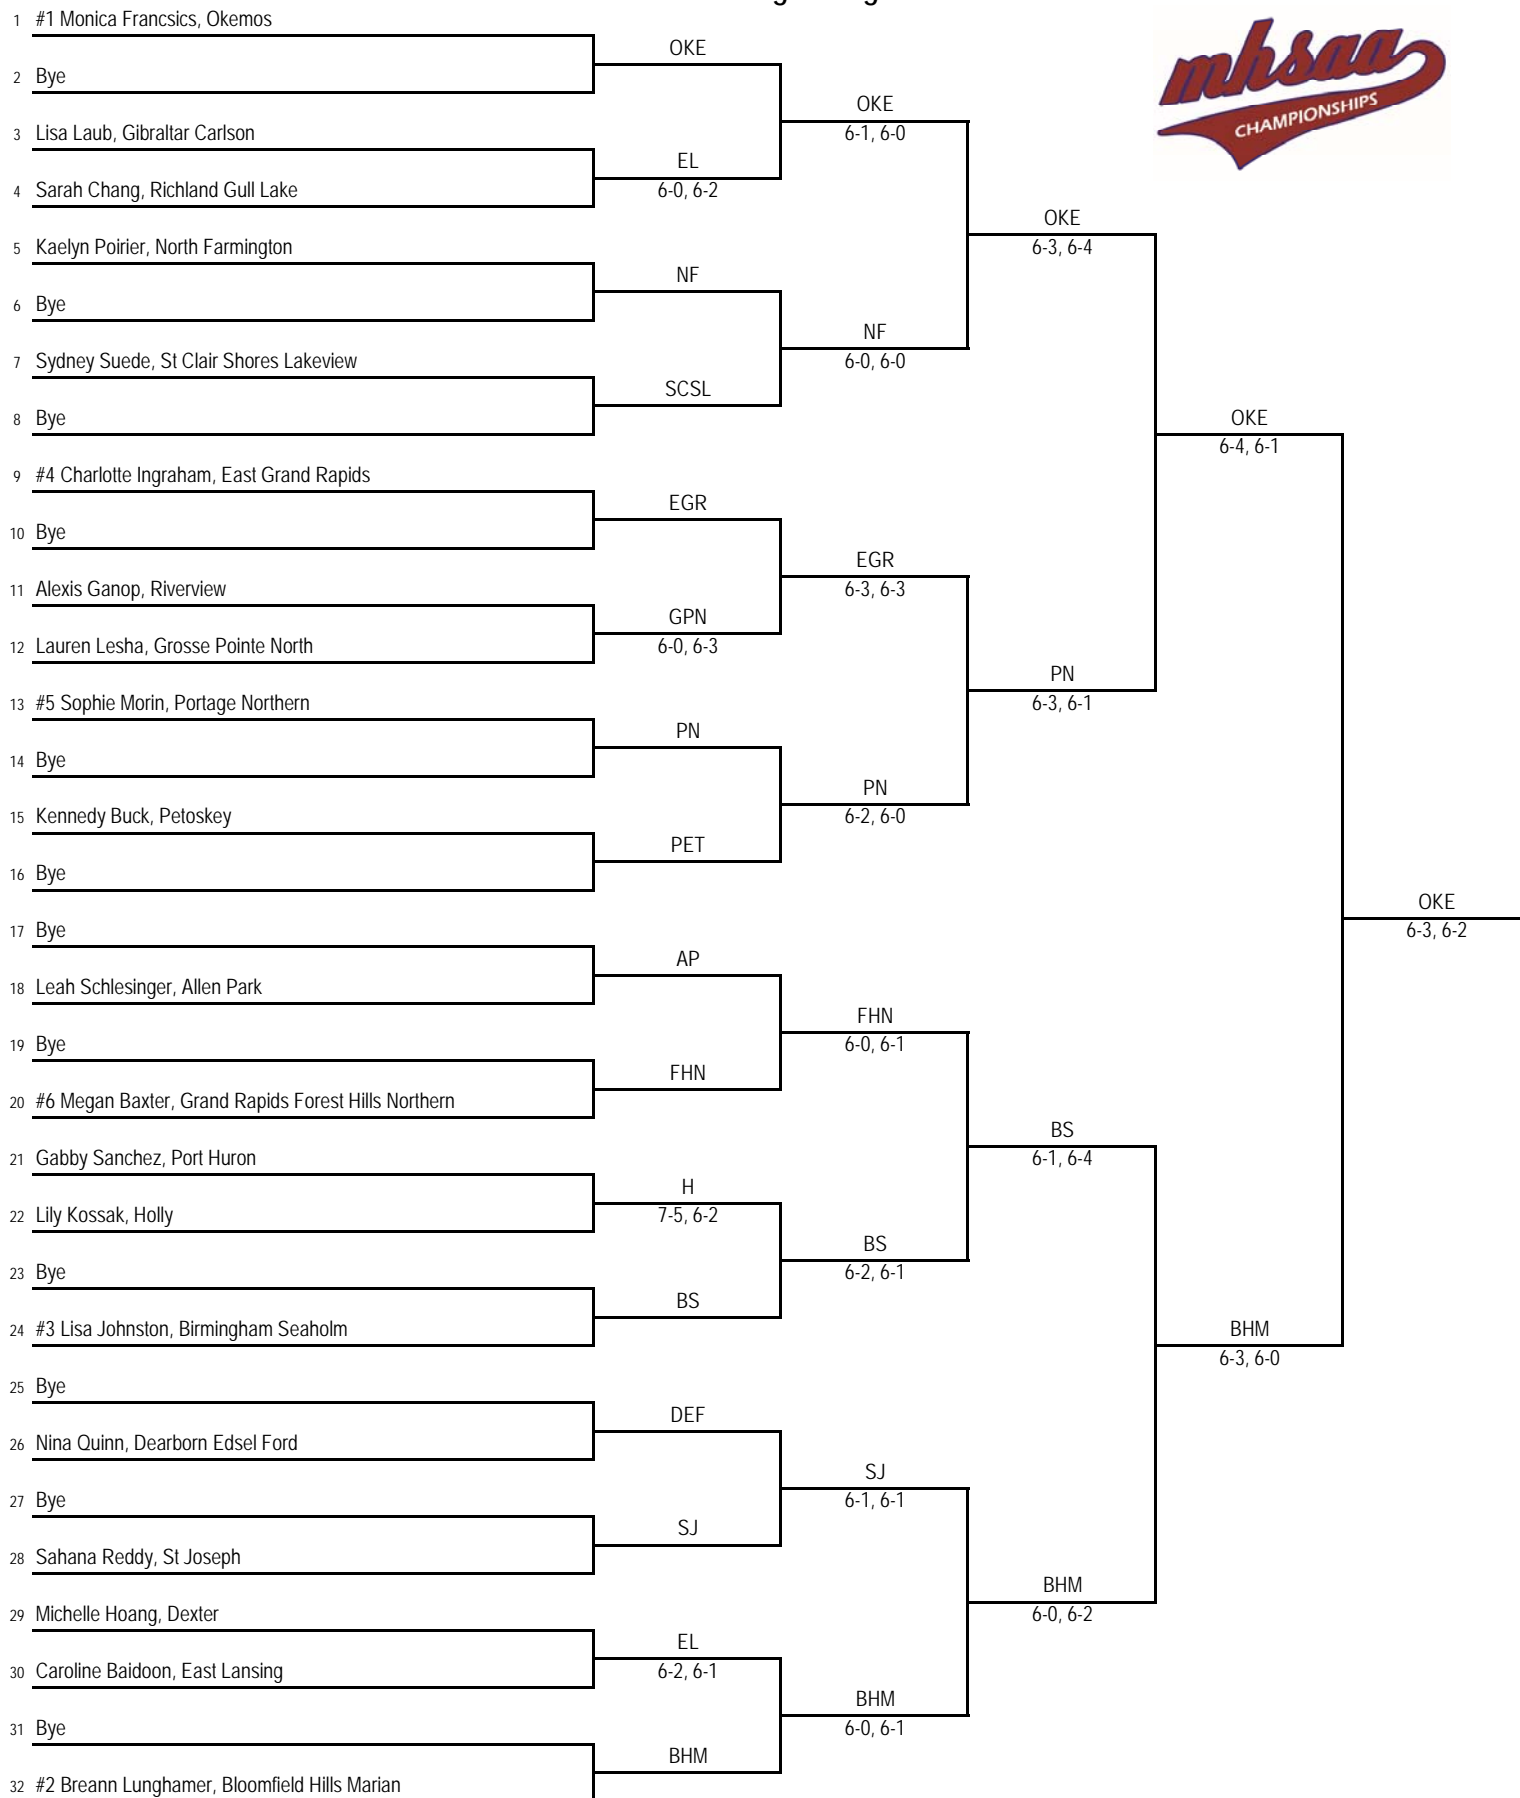 1 #1 Monica Francsics, Okemos
OKE
2 Bye
OKE
6-1, 6-0
3 Lisa Laub, Gibraltar Carlson
EL
6-0, 6-2
4 Sarah Chang, Richland Gull Lake
OKE
6-3, 6-4
5 Kaelyn Poirier, North Farmington
NF
6 Bye
NF
6-0, 6-0
7 Sydney Suede, St Clair Shores Lakeview
SCSL
8 Bye
OKE
6-4, 6-1
9 #4 Charlotte Ingraham, East Grand Rapids
EGR
10 Bye
EGR
6-3, 6-3
11 Alexis Ganop, Riverview
GPN
6-0, 6-3
12 Lauren Lesha, Grosse Pointe North
PN
6-3, 6-1
13 #5 Sophie Morin, Portage Northern
PN
14 Bye
PN
6-2, 6-0
15 Kennedy Buck, Petoskey
PET
16 Bye
OKE
6-3, 6-2
17 Bye
AP
18 Leah Schlesinger, Allen Park
FHN
6-0, 6-1
19 Bye
FHN
20 #6 Megan Baxter, Grand Rapids Forest Hills Northern
BS
6-1, 6-4
21 Gabby Sanchez, Port Huron
H
7-5, 6-2
22 Lily Kossak, Holly
BS
6-2, 6-1
23 Bye
BS
24 #3 Lisa Johnston, Birmingham Seaholm
BHM
6-3, 6-0
25 Bye
DEF
26 Nina Quinn, Dearborn Edsel Ford
SJ
6-1, 6-1
27 Bye
SJ
28 Sahana Reddy, St Joseph
BHM
6-0, 6-2
29 Michelle Hoang, Dexter
EL
6-2, 6-1
30 Caroline Baidoon, East Lansing
BHM
6-0, 6-1
31 Bye
BHM
32 #2 Breann Lunghamer, Bloomfield Hills Marian
mhsaa
CHAMPIONSHIPS